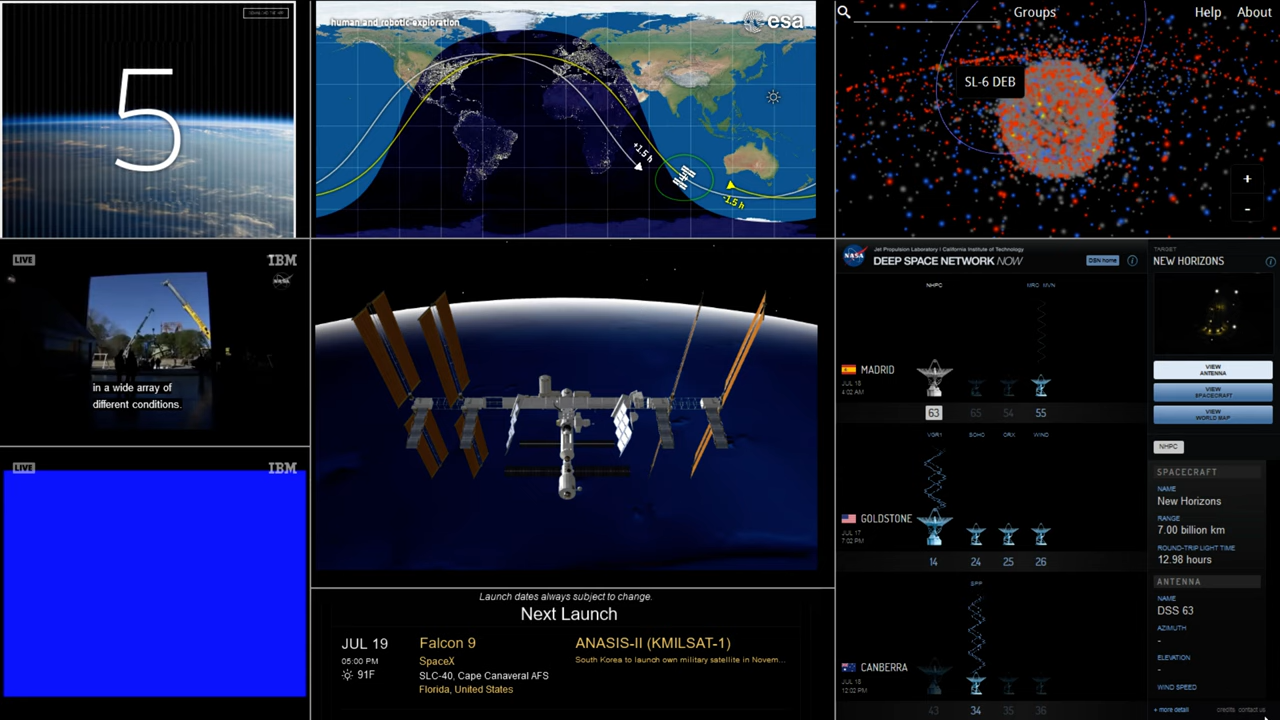 5
human and robotic exploration
esa
+1.5 h
-1.5 h
Groups
Help
About
SL-6 DEB
+
-
LIVE
IBM
NASA
in a wide array of
different conditions.
LIVE
IBM
Launch dates always subject to change.
Next Launch
JUL 19
05:00 PM
91F
Falcon 9
SpaceX
SLC-40, Cape Canaveral AFS
Florida, United States
ANASIS-II (KMILSAT-1)
South Korea to launch own military satellite in Novem...
NASA
Jet Propulsion Laboratory | California Institute of Technology
DEEP SPACE NETWORK NOW
DSN home
i
NHPC
MRO MVN
MADRID
JUL 18
4:02 AM
63 65 54 55
VGR1 SOHO DRX WIND
GOLDSTONE
JUL 17
7:02 PM
14 24 25 26
SPP
CANBERRA
JUL 18
12:02 PM
43 34 35 36
TARGET
NEW HORIZONS
i
VIEW
ANTENNA
VIEW
SPACECRAFT
VIEW
WORLD MAP
NHPC
SPACECRAFT
NAME
New Horizons
RANGE
7.00 billion km
ROUND-TRIP LIGHT TIME
12.98 hours
ANTENNA
NAME
DSS 63
AZIMUTH
-
ELEVATION
-
WIND SPEED
+ more detail
credits contact us